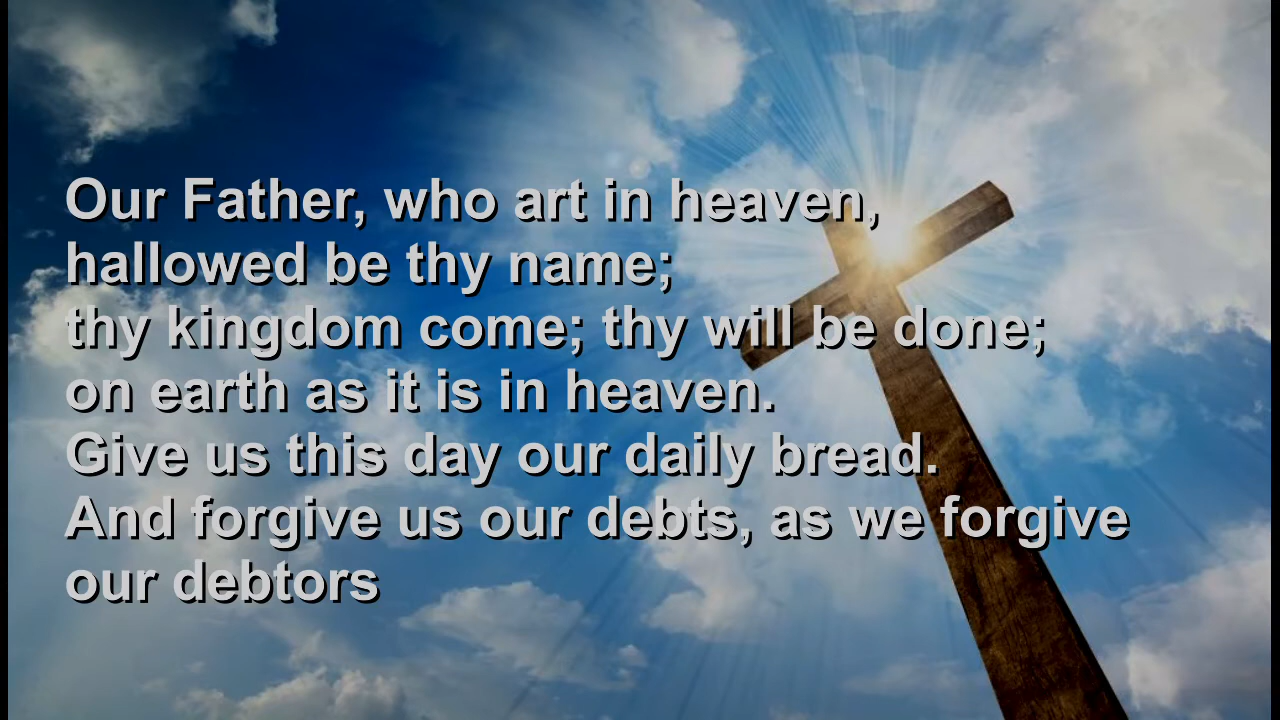 Our Father, who art in heaven,
hallowed be thy name;
thy kingdom come; thy will be done;
on earth as it is in heaven.
Give us this day our daily bread.
And forgive us our debts, as we forgive
our debtors